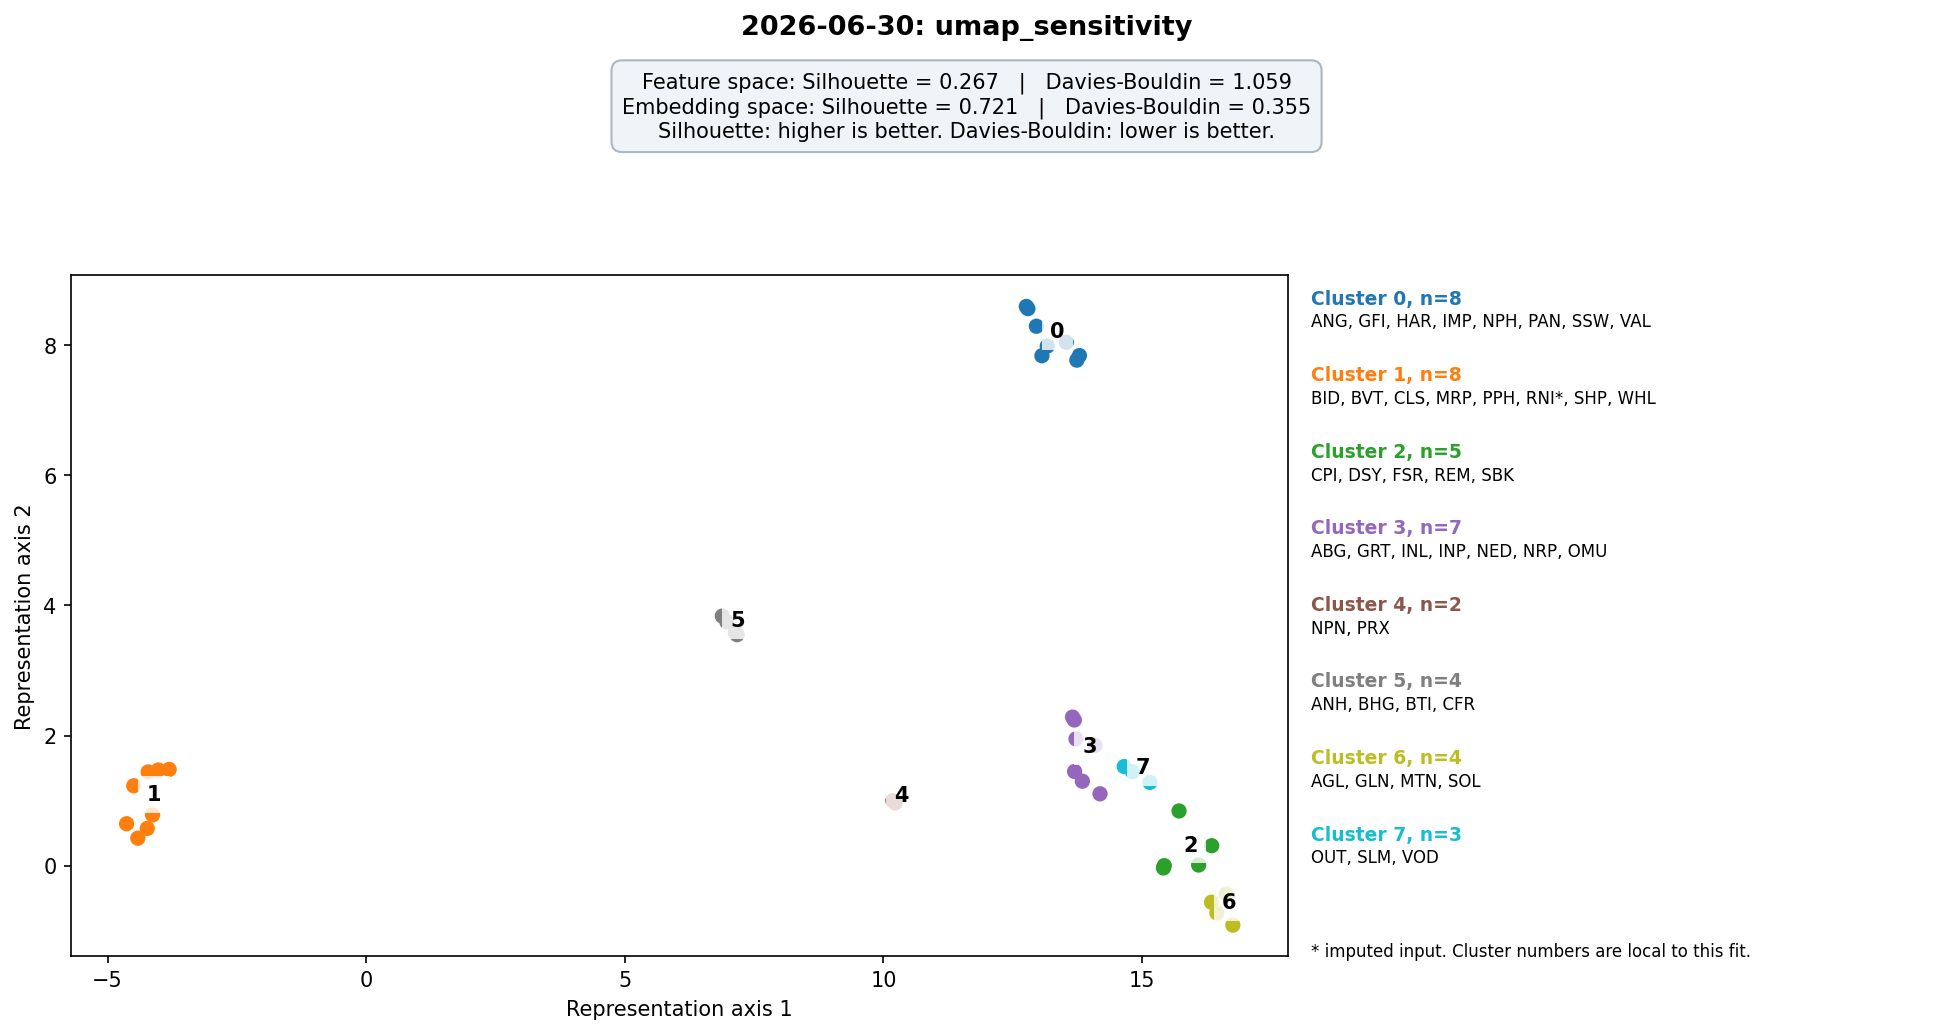 2026-06-30: umap_sensitivity
Feature space: Silhouette = 0.267 | Davies-Bouldin = 1.059
Embedding space: Silhouette = 0.721 | Davies-Bouldin = 0.355
Silhouette: higher is better. Davies-Bouldin: lower is better.
Representation axis 2
8
6
4
2
0
0
5
3
7
1
4
2
6
−5
0
5
10
15
Representation axis 1
Cluster 0, n=8
ANG, GFI, HAR, IMP, NPH, PAN, SSW, VAL
Cluster 1, n=8
BID, BVT, CLS, MRP, PPH, RNI*, SHP, WHL
Cluster 2, n=5
CPI, DSY, FSR, REM, SBK
Cluster 3, n=7
ABG, GRT, INL, INP, NED, NRP, OMU
Cluster 4, n=2
NPN, PRX
Cluster 5, n=4
ANH, BHG, BTI, CFR
Cluster 6, n=4
AGL, GLN, MTN, SOL
Cluster 7, n=3
OUT, SLM, VOD
* imputed input. Cluster numbers are local to this fit.